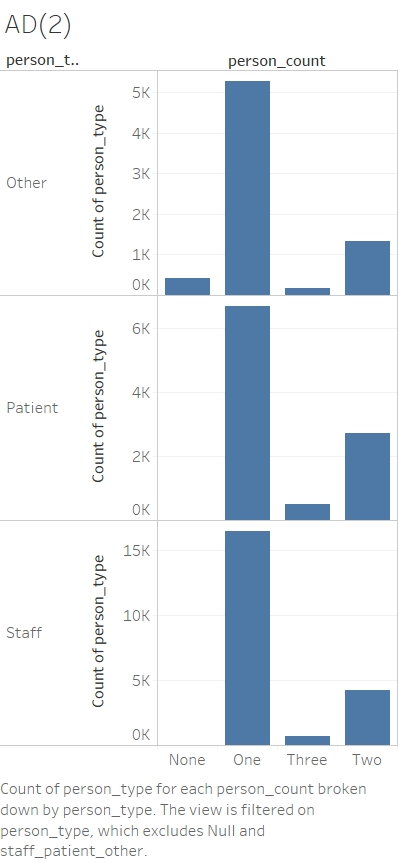 AD(2)
person_t.. person_count
Other
Count of person_type
5K
4K
3K
2K
1K
0K
Patient
Count of person_type
6K
4K
2K
0K
Staff
Count of person_type
15K
10K
5K
0K
None One Three Two
Count of person_type for each person_count broken
down by person_type. The view is filtered on
person_type, which excludes Null and
staff_patient_other.